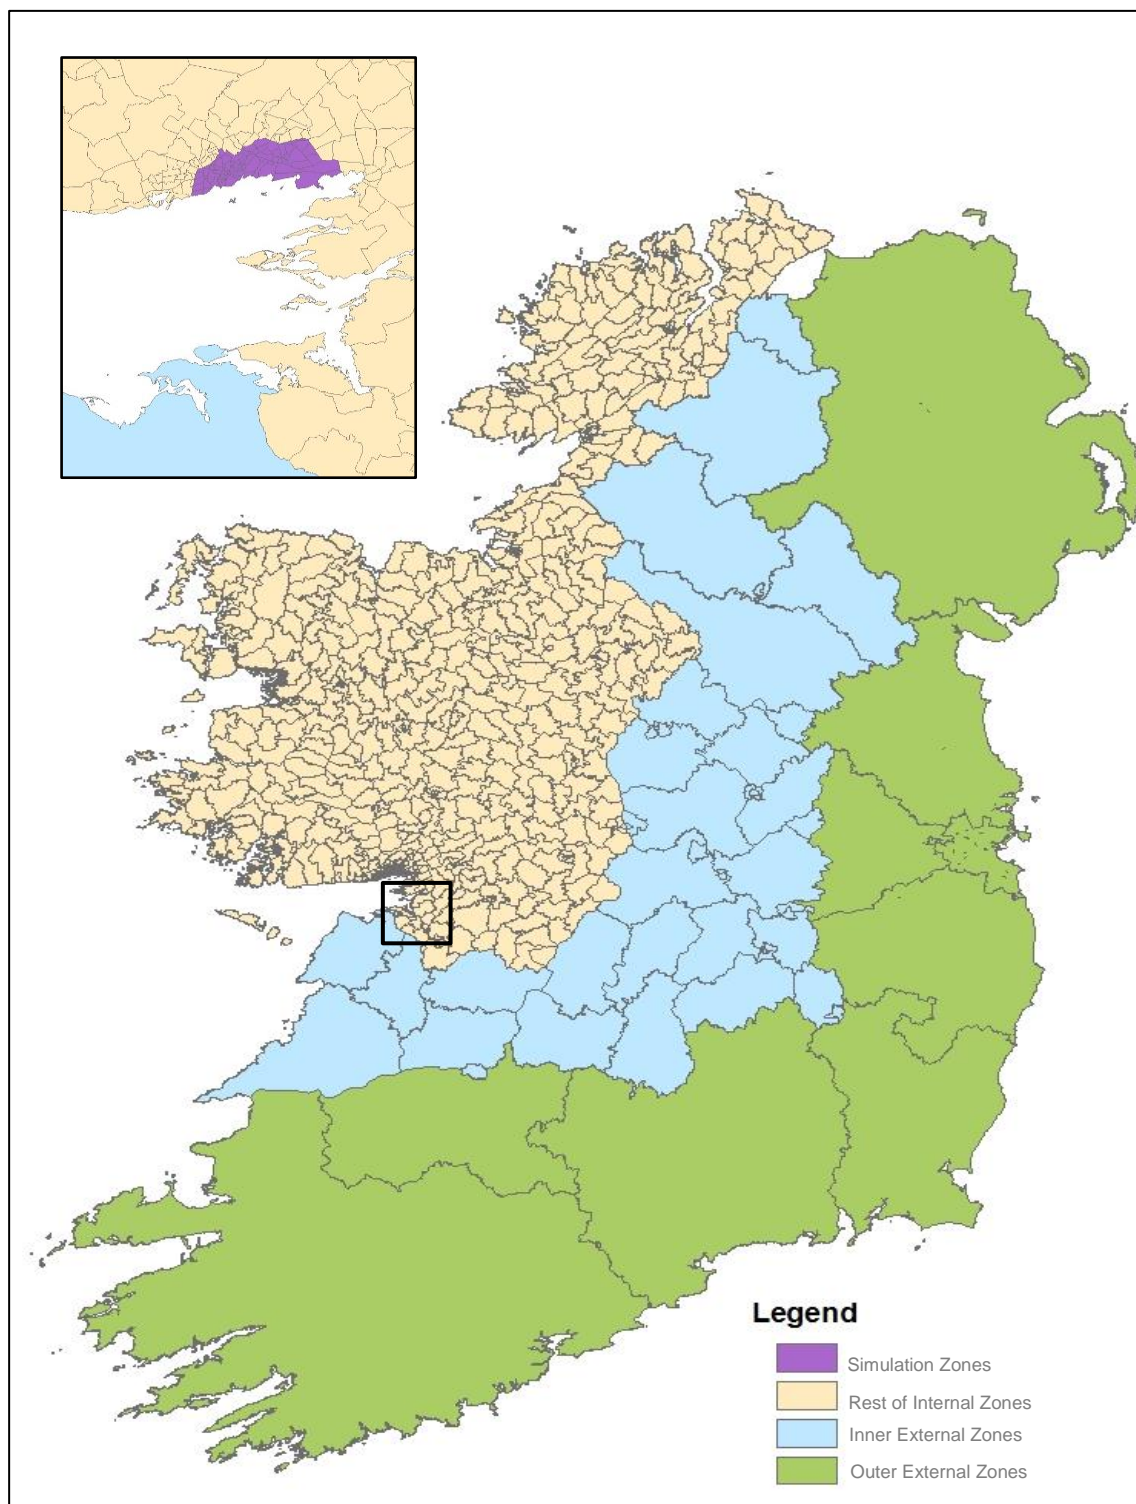 Legend
Simulation Zones
Rest of Internal Zones
Inner External Zones
Outer External Zones